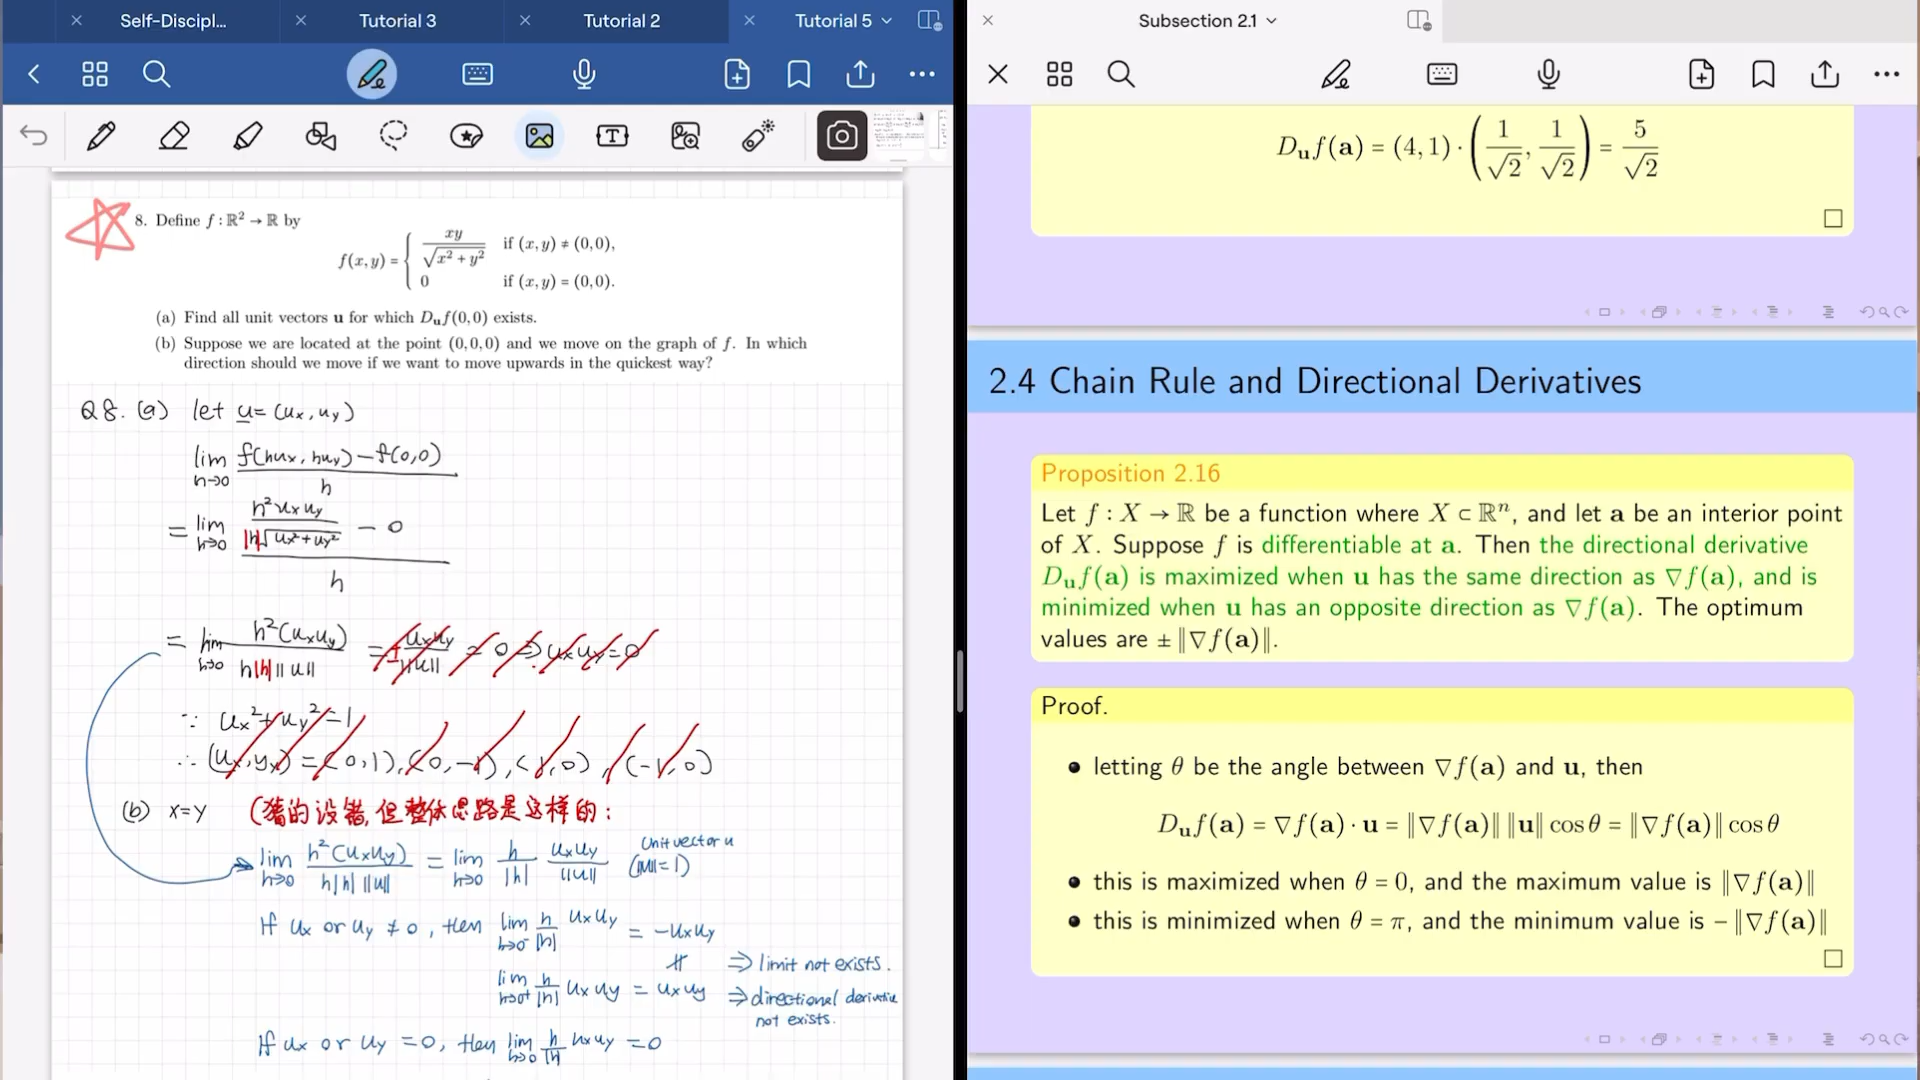 Self-Discipl...
Tutorial 3
Tutorial 2
Tutorial 5
8. Define f : ℝ² → ℝ by
f(x, y) = { xy / √(x² + y²) if (x, y) ≠ (0, 0),
0 if (x, y) = (0, 0).
(a) Find all unit vectors u for which D_u f(0, 0) exists.
(b) Suppose we are located at the point (0, 0, 0) and we move on the graph of f. In which
direction should we move if we want to move upwards in the quickest way?
Q8. (a) let u = (ux, uy)
lim h→0 (f(hux, huy) − f(0,0)) / h
= lim h→0 (h²uxuy / |h|√(ux²+uy²) − 0) / h
= lim h→0 h²(uxuy) / h|h| ||u|| = ± uxuy / ||u|| = 0 ⇒ uxuy = 0
∵ ux² + uy² = 1
∴ (ux, yx) = (0,1), (0,−1), (1,0), (−1,0)
(b) x=y (猜的没错,但整体思路是这样的:
lim h→0 h²(uxuy) / h|h| ||u|| = lim h→0 h/|h| uxuy/||u|| Unit vector u
(||u||=1)
If ux or uy ≠ 0, then lim h→0⁻ h/|h| uxuy = −uxuy
⇒ limit not exists.
lim h→0⁺ h/|h| uxuy = uxuy ⇒ directional derivative
not exists.
If ux or uy = 0, then lim h→0 h/|h| uxuy = 0
Subsection 2.1
D_u f(a) = (4, 1) · (1/√2, 1/√2) = 5/√2
□
2.4 Chain Rule and Directional Derivatives
Proposition 2.16
Let f : X → ℝ be a function where X ⊂ ℝⁿ, and let a be an interior point
of X. Suppose f is differentiable at a. Then the directional derivative
D_u f(a) is maximized when u has the same direction as ∇f(a), and is
minimized when u has an opposite direction as ∇f(a). The optimum
values are ±‖∇f(a)‖.
Proof.
● letting θ be the angle between ∇f(a) and u, then
D_u f(a) = ∇f(a) · u = ‖∇f(a)‖ ‖u‖ cos θ = ‖∇f(a)‖ cos θ
● this is maximized when θ = 0, and the maximum value is ‖∇f(a)‖
● this is minimized when θ = π, and the minimum value is −‖∇f(a)‖
□